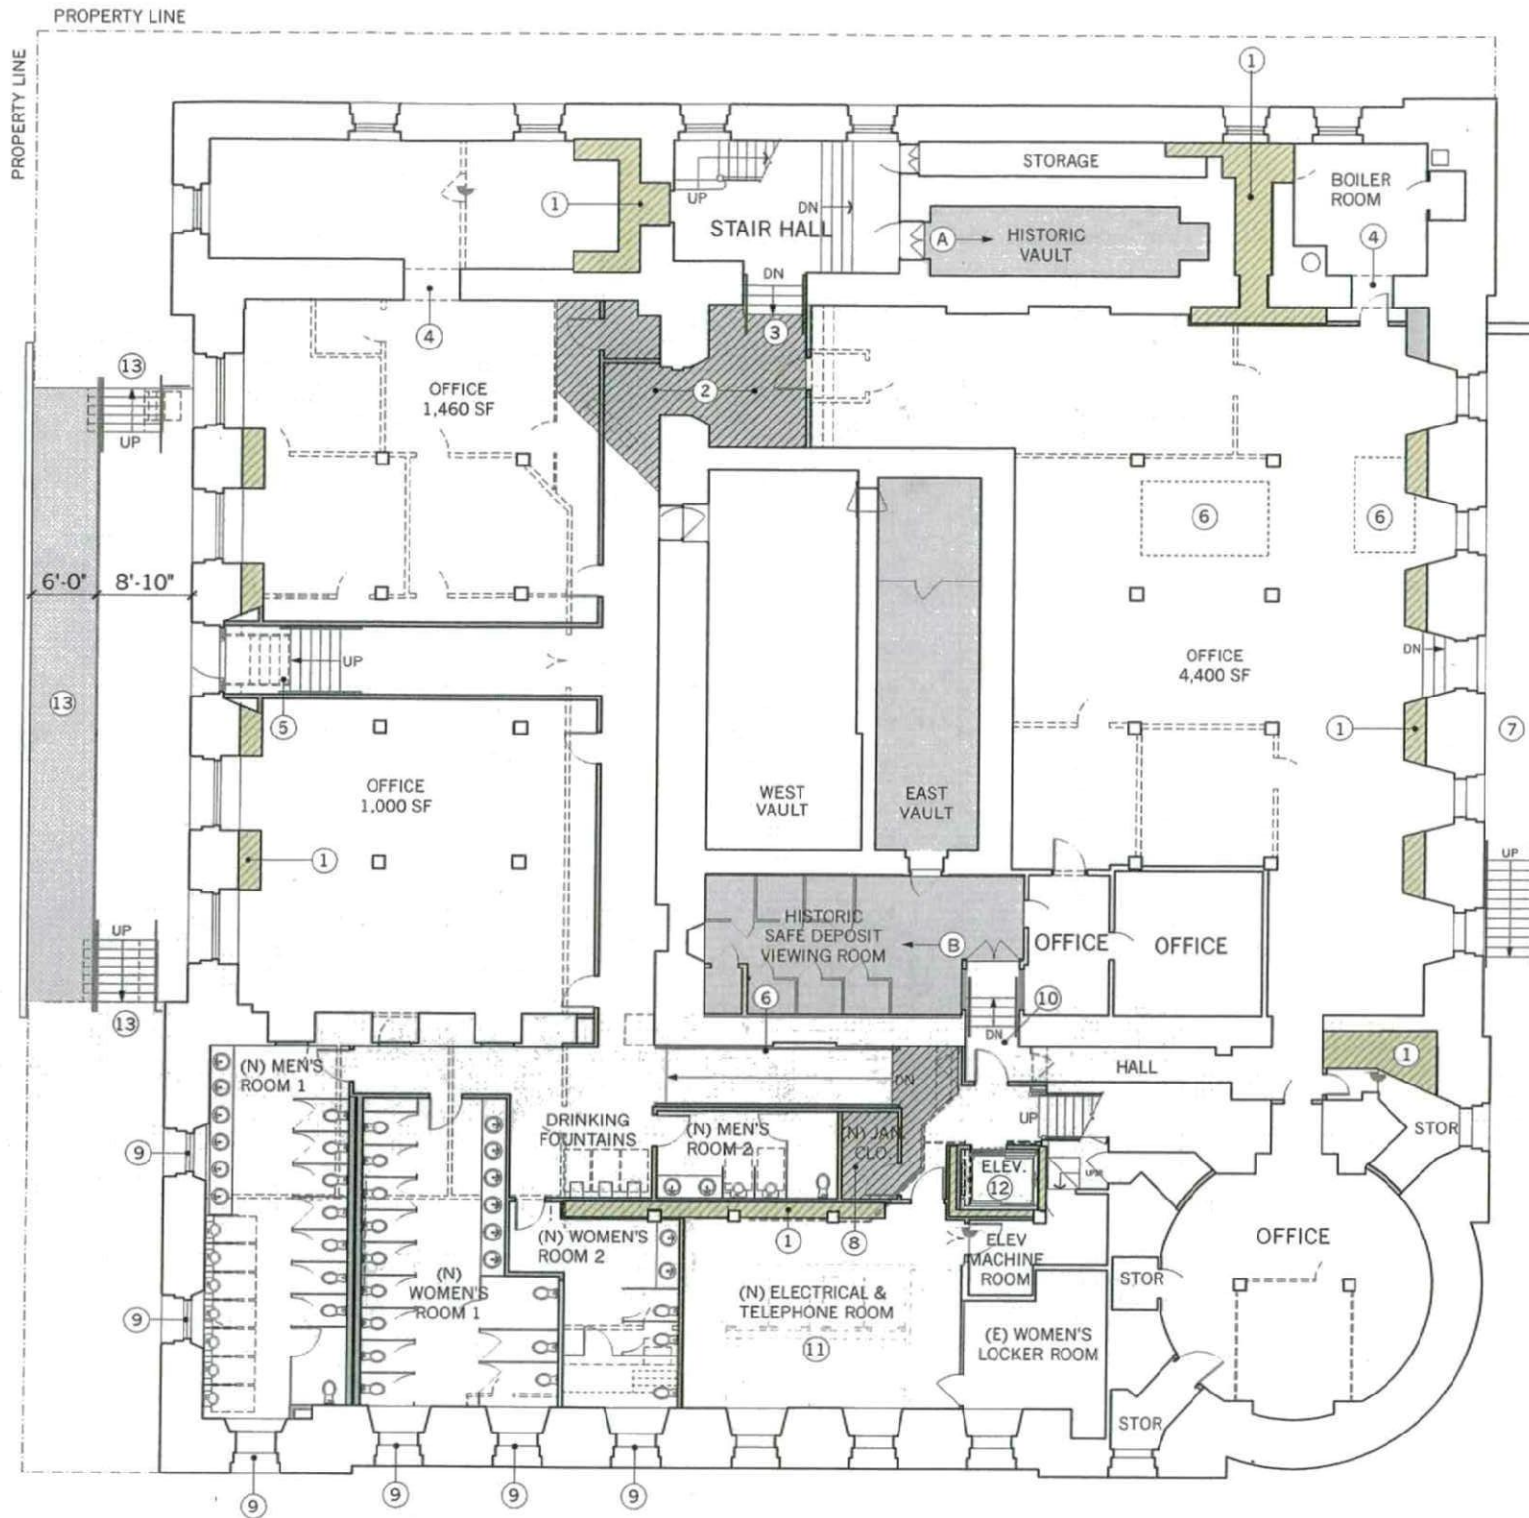 PROPERTY LINE
PROPERTY LINE
1
STORAGE
BOILER
ROOM
1
UP
DN
STAIR HALL
A
HISTORIC
VAULT
4
DN
3
4
13
UP
OFFICE
1,460 SF
2
6
6
6'-0"
8'-10"
UP
5
13
OFFICE
4,400 SF
DN
1
7
OFFICE
1,000 SF
WEST
VAULT
EAST
VAULT
1
UP
UP
13
HISTORIC
SAFE DEPOSIT
VIEWING ROOM
B
OFFICE
OFFICE
6
10
DN
(N) MEN'S
ROOM 1
DN
HALL
1
DRINKING
FOUNTAINS
(N) MEN'S
ROOM 2
(N) JAN.
CLO.
UP
STOR
9
ELEV.
12
(N) WOMEN'S
ROOM 2
1
8
ELEV
MACHINE
ROOM
OFFICE
STOR
(N)
WOMEN'S
ROOM 1
(N) ELECTRICAL &
TELEPHONE ROOM
11
9
(E) WOMEN'S
LOCKER ROOM
STOR
9
9
9
9